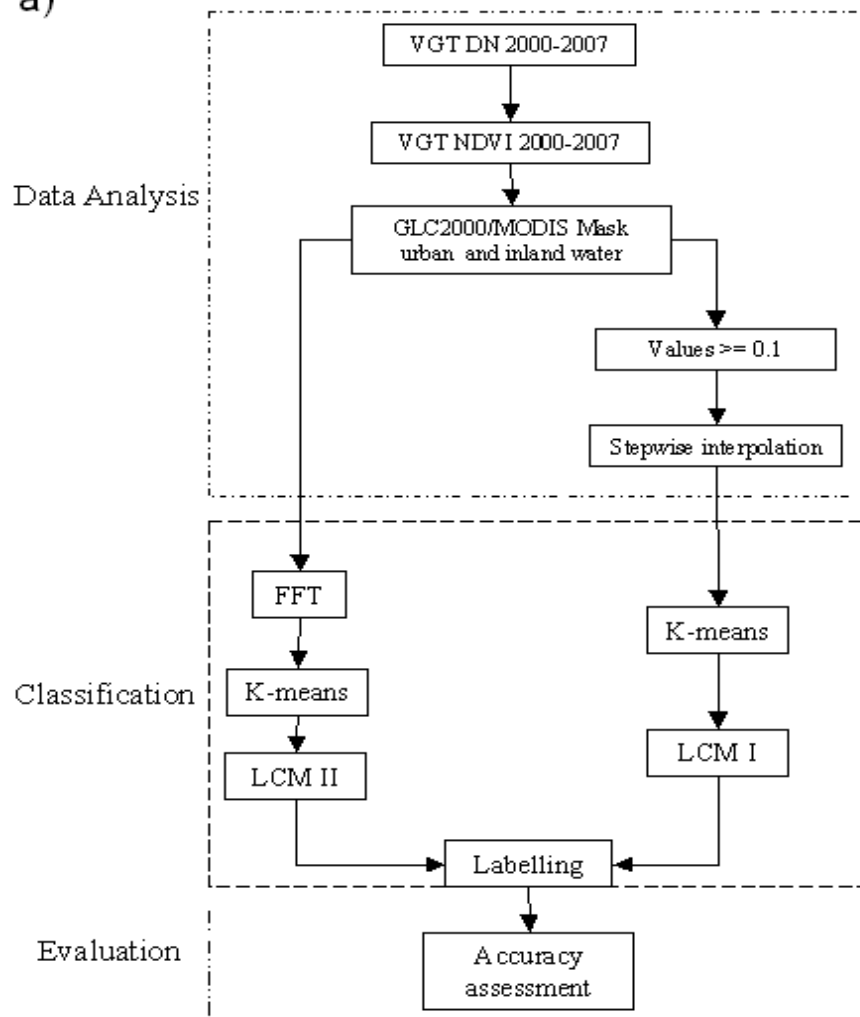 a)
VGT DN 2000-2007
VGT NDVI 2000-2007
Data Analysis
GLC2000/MODIS Mask
urban and inland water
Values >= 0.1
Stepwise interpolation
FFT
K-means
K-means
Classification
LCM II
LCM I
Labelling
Evaluation
Accuracy
assessment